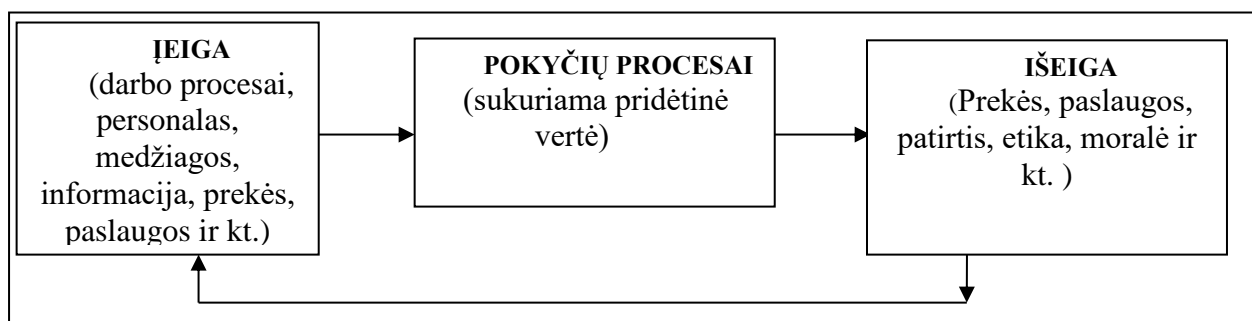 ĮEIGA
(darbo procesai,
personalas,
medžiagos,
informacija, prekės,
paslaugos ir kt.)
POKYČIŲ PROCESAI
(sukuriama pridėtinė
vertė)
IŠEIGA
(Prekės, paslaugos,
patirtis, etika, moralė ir
kt. )